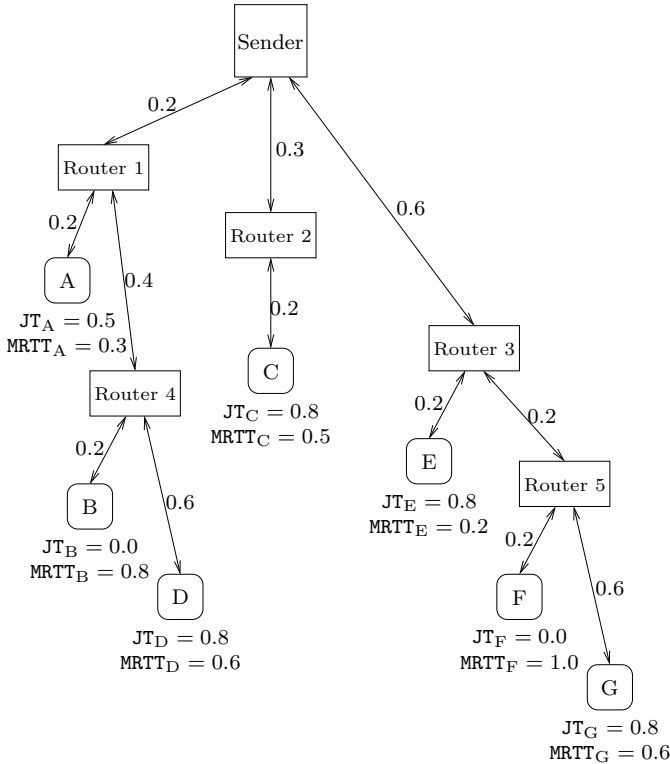 Sender
0.2
Router 1
0.3
0.2
0.6
Router 2
A
0.4
JT_A = 0.5
MRTT_A = 0.3
0.2
Router 3
C
Router 4
JT_C = 0.8
MRTT_C = 0.5
0.2
0.2
0.2
E
Router 5
0.6
B
JT_E = 0.8
MRTT_E = 0.2
JT_B = 0.0
MRTT_B = 0.8
0.2
D
F
0.6
JT_D = 0.8
MRTT_D = 0.6
JT_F = 0.0
MRTT_F = 1.0
G
JT_G = 0.8
MRTT_G = 0.6